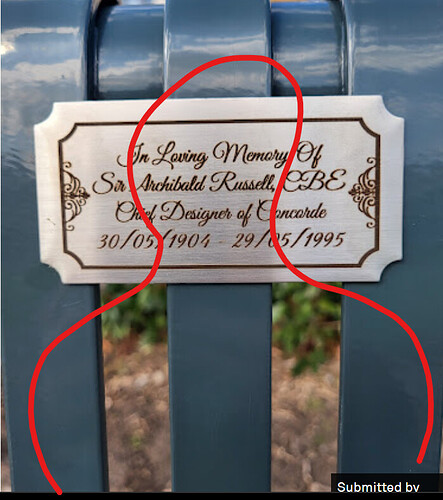 In Loving Memory Of
Sir Archibald Russell, CBE
Chief Designer of Concorde
30/05/1904 - 29/05/1995
Submitted by